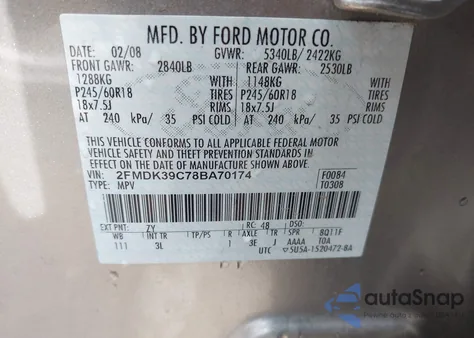 MFD. BY FORD MOTOR CO.
DATE: 02/08 GVWR: 5340LB/ 2422KG
FRONT GAWR: 2840LB REAR GAWR: 2530LB
1288KG WITH 1148KG WITH
P245/60R18 TIRES P245/60R18 TIRES
18x7.5J RIMS 18x7.5J RIMS
AT 240 kPa/ 35 PSI COLD AT 240 kPa/ 35 PSI COLD
THIS VEHICLE CONFORMS TO ALL APPLICABLE FEDERAL MOTOR
VEHICLE SAFETY AND THEFT PREVENTION STANDARDS IN
EFFECT ON THE DATE OF MANUFACTURE SHOWN ABOVE.
VIN: 2FMDK39C78BA70174 F0084
TYPE: MPV T0308
EXT PNT: ZY RC: 48 DSO:
WB INT TR TP/PS R AXLE TR SPR BQ11F
111 3L 1 3E J AAAA TOA
UTC 5U5A-1520472-BA
autoSnap